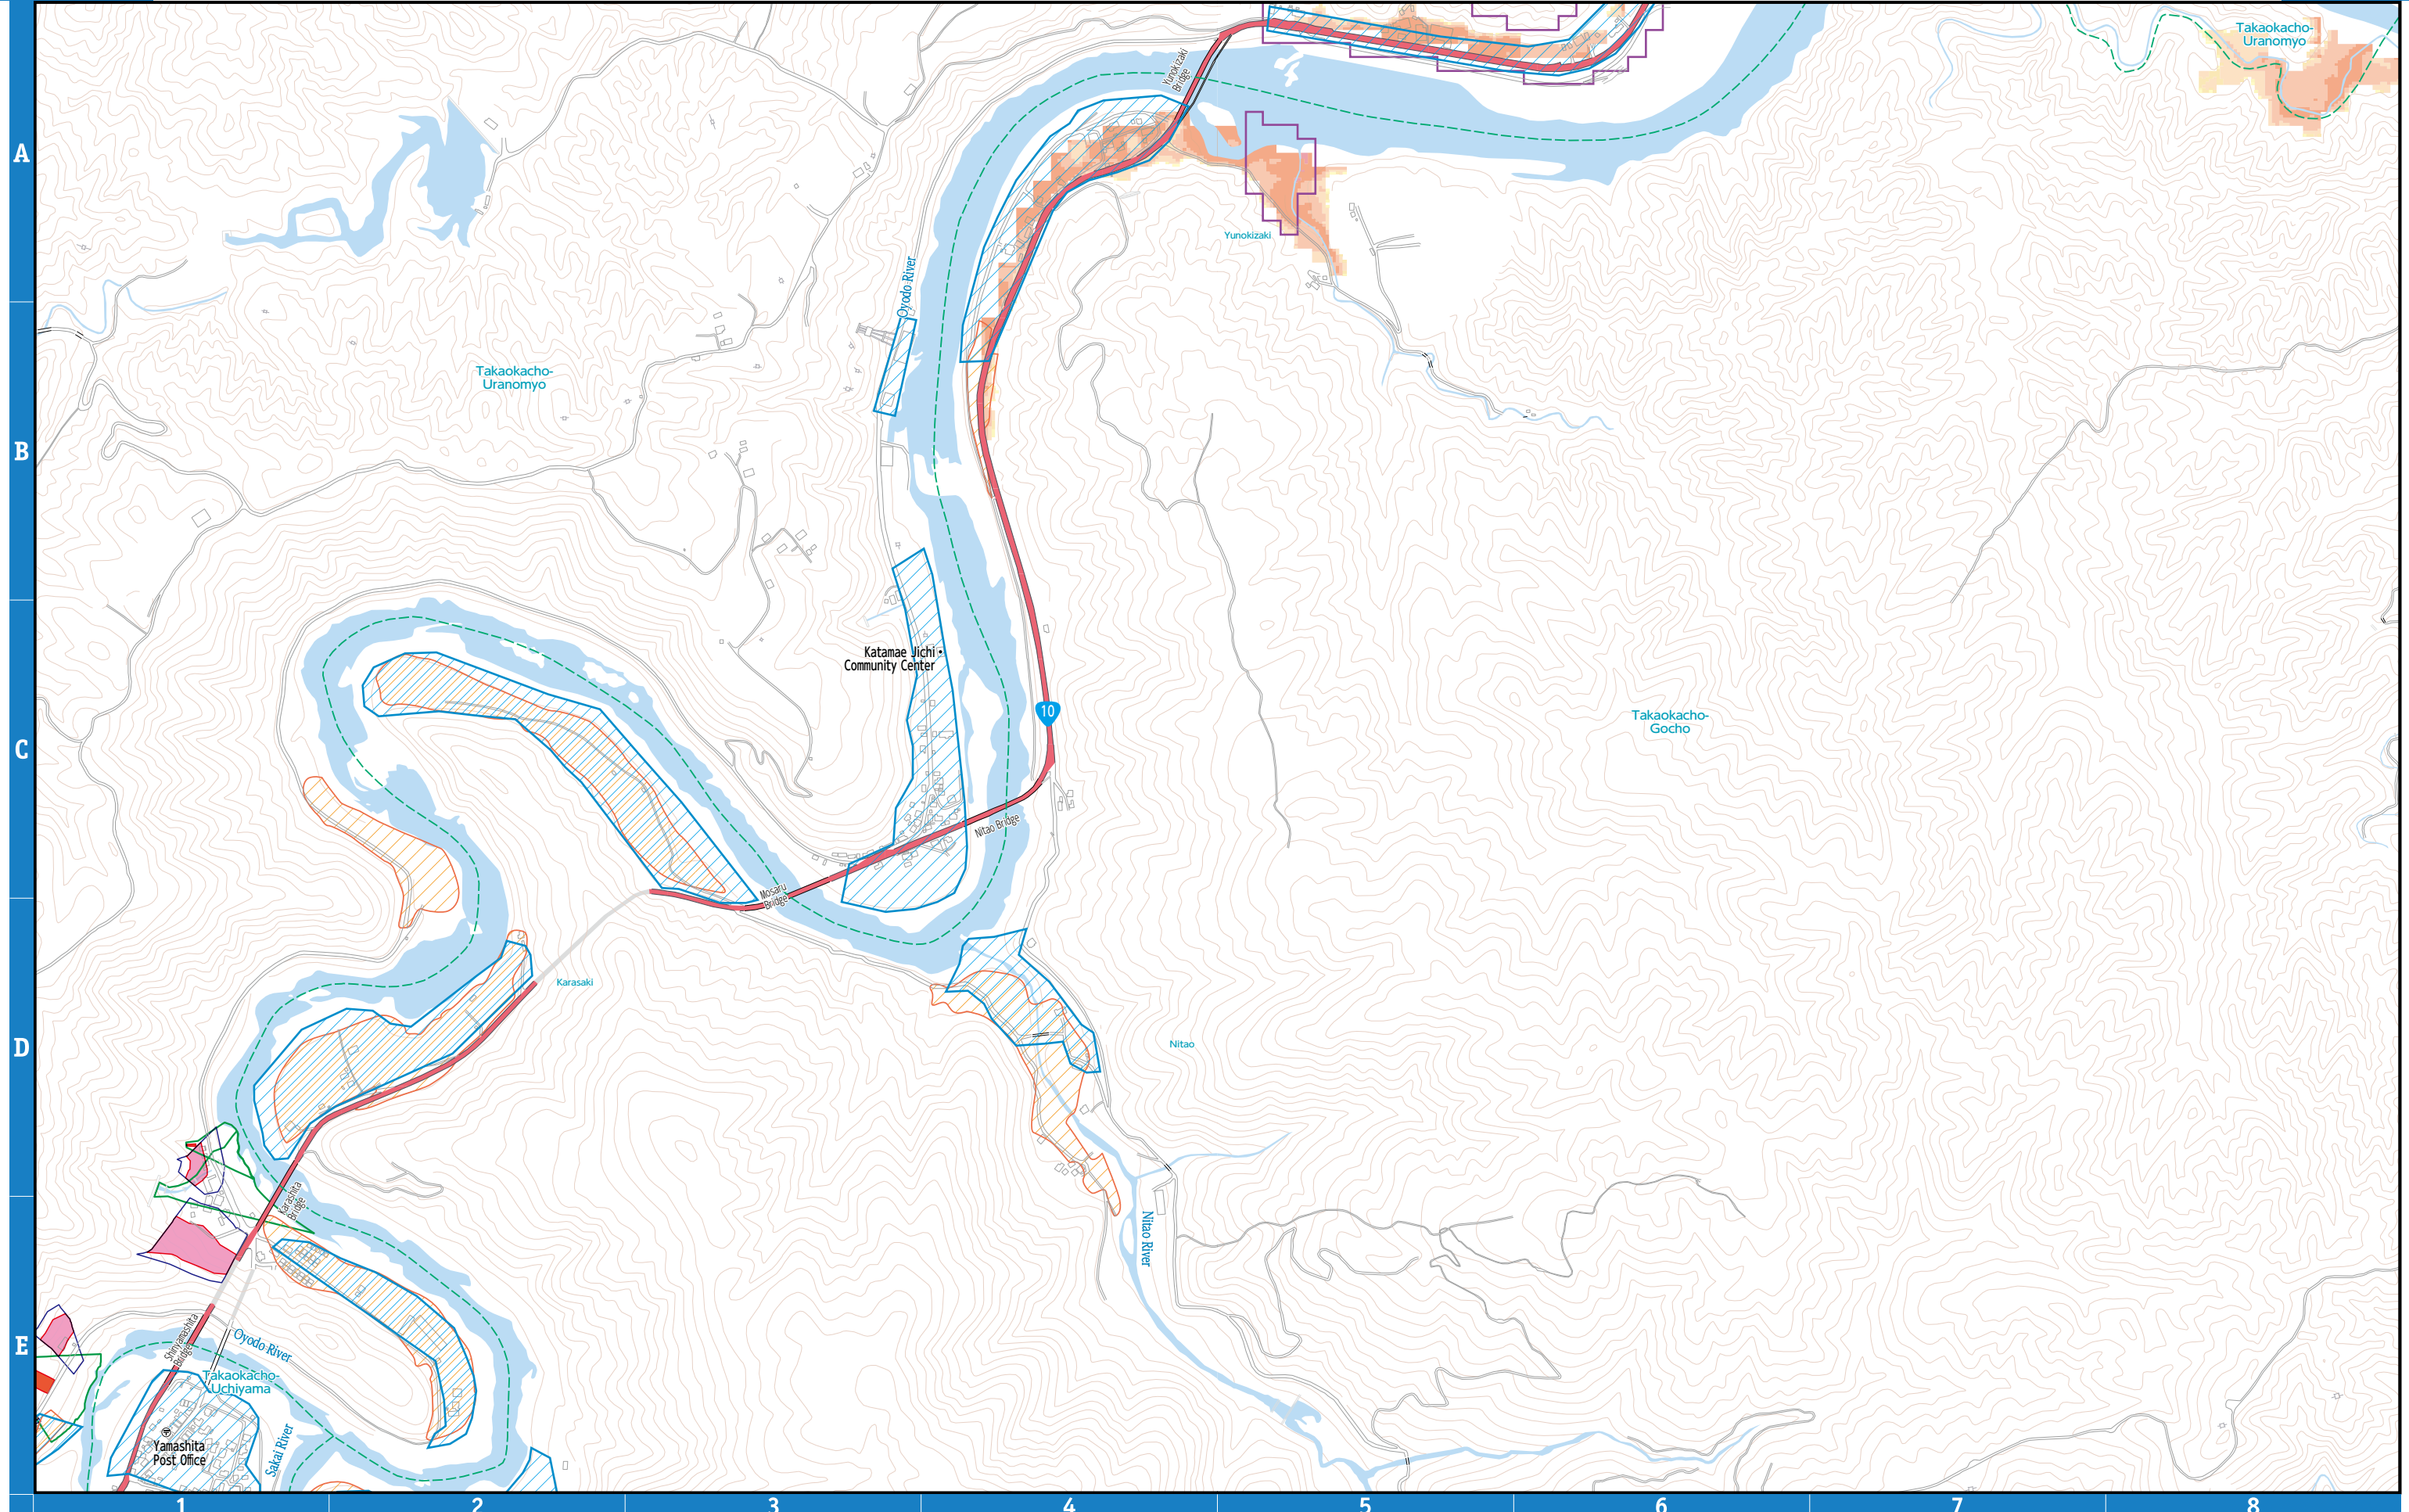 Takaokacho-
Uranomyo
Yunokizaki
Bridge
A
Yunokizaki
Oyodo River
Takaokacho-
Uranomyo
B
Katamae Jichi
Community Center
10
Takaokacho-
Gocho
C
Nitao Bridge
Mosaru
Bridge
Karasaki
D
Nitao
Karashita
Bridge
Nitao River
Shinyamashita
Bridge
Oyodo River
E
Takaokacho-
Uchiyama
Yamashita
Post Office
Sakai River
1 2 3 4 5 6 7 8